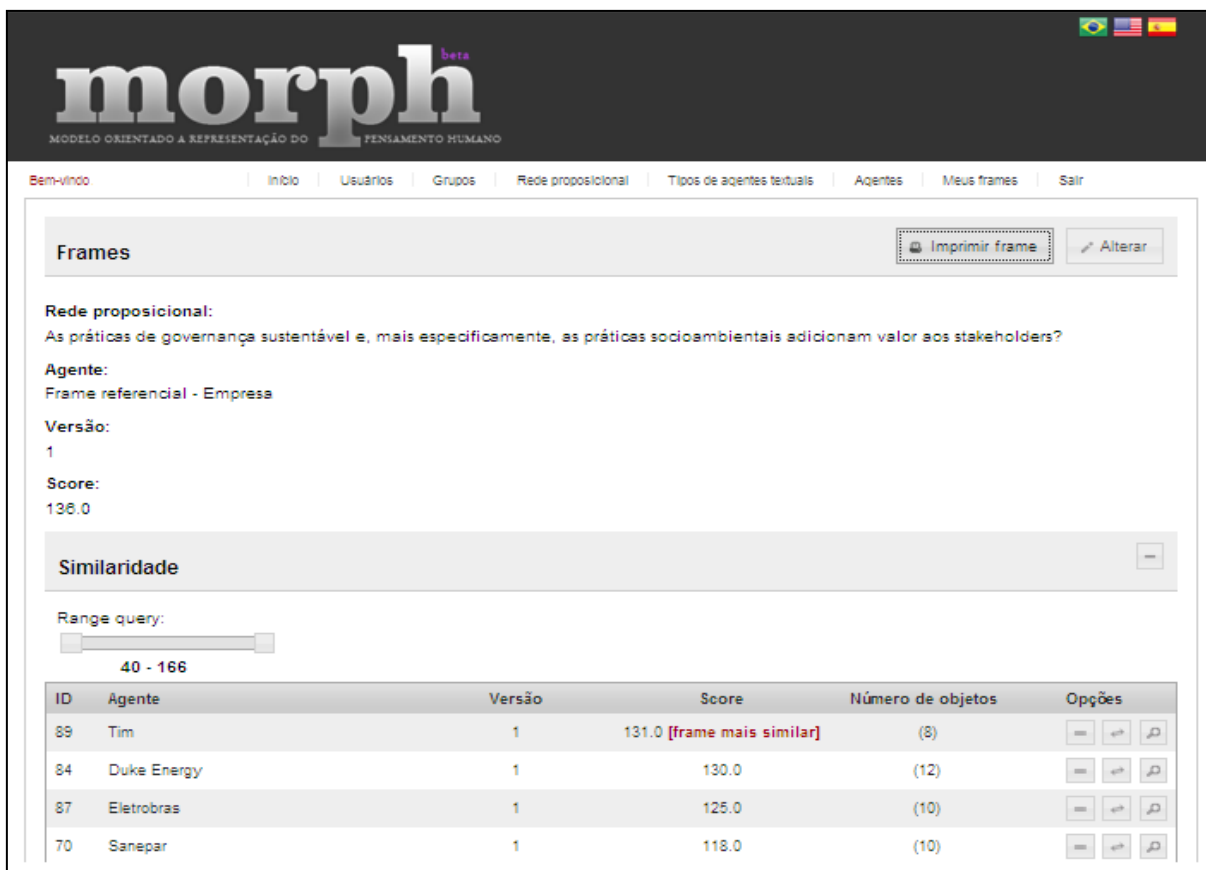 beta
morph
MODELO ORIENTADO A REPRESENTAÇÃO DO PENSAMENTO HUMANO
Bem-vindo Início Usuários Grupos Rede proposicional Tipos de agentes textuais Agentes Meus frames Sair
Frames Imprimir frame Alterar
Rede proposicional:
As práticas de governança sustentável e, mais especificamente, as práticas socioambientais adicionam valor aos stakeholders?
Agente:
Frame referencial - Empresa
Versão:
1
Score:
136.0
Similaridade
Range query:
40 - 166
ID Agente Versão Score Número de objetos Opções
89 Tim 1 131.0 [frame mais similar] (8)
84 Duke Energy 1 130.0 (12)
87 Eletrobras 1 125.0 (10)
70 Sanepar 1 118.0 (10)